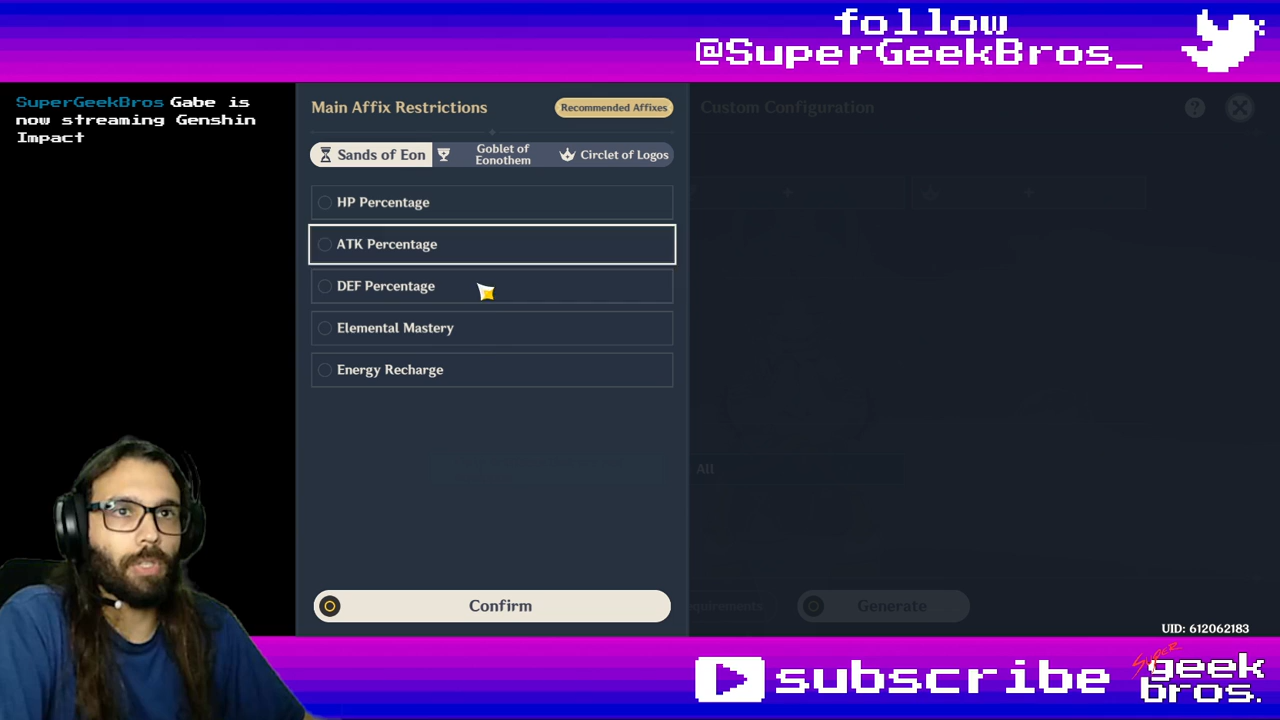 follow
@SuperGeekBros_
SuperGeekBros Gabe is
now streaming Genshin
Impact
Main Affix Restrictions
Recommended Affixes
Custom Configuration
Sands of Eon
Goblet of
Eonothem
Circlet of Logos
HP Percentage
ATK Percentage
DEF Percentage
Elemental Mastery
Energy Recharge
All
Confirm
Generate
UID: 612062183
subscribe
super
geek
bros.